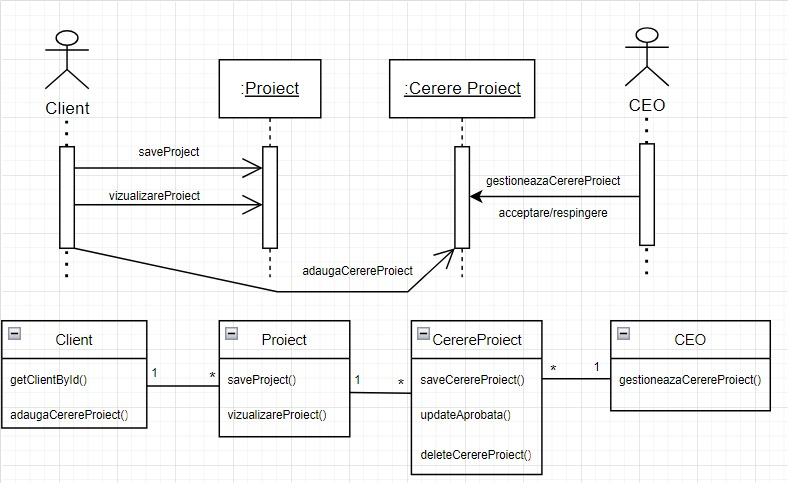 Client
:Proiect
:Cerere Proiect
CEO
saveProject
vizualizareProiect
gestioneazaCerereProiect
acceptare/respingere
adaugaCerereProiect
Client
getClientById()
adaugaCerereProiect()
1
*
Proiect
saveProject()
vizualizareProiect()
1
*
CerereProiect
saveCerereProiect()
updateAprobata()
deleteCerereProiect()
*
1
CEO
gestioneazaCerereProiect()